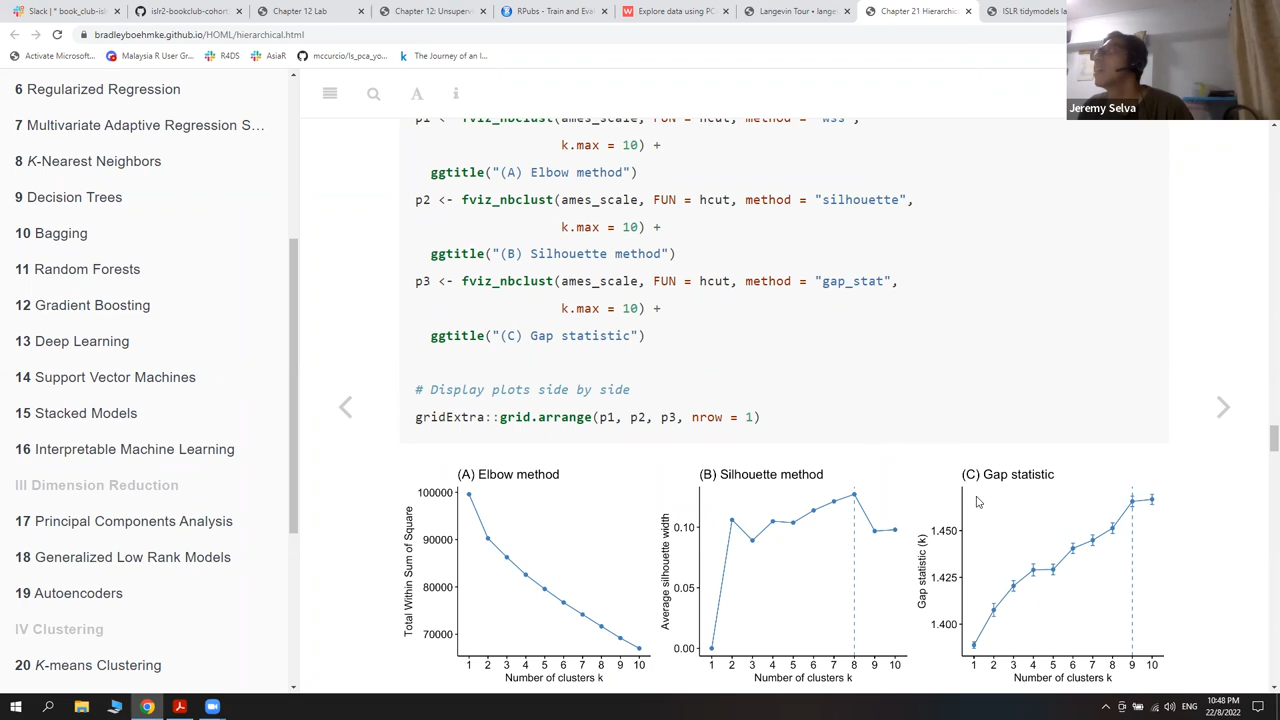 Slack | * book_club-isl
islr2-bookclub-cohort
Chapter 12 Lab
Chapter 12: Unsuperv
RPubs - Train and Eval
Explore data using PC
Langevin Tour • lange
Chapter 21 Hierarchic
ISLR tidymodels la
bradleyboehmke.github.io/HOML/hierarchical.html
Activate Microsoft...
Malaysia R User Gr...
R4DS
AsiaR
mccurcio/Is_pca_yo...
The Journey of an I...
Jeremy Selva
6 Regularized Regression
7 Multivariate Adaptive Regression S…
8 K-Nearest Neighbors
9 Decision Trees
10 Bagging
11 Random Forests
12 Gradient Boosting
13 Deep Learning
14 Support Vector Machines
15 Stacked Models
16 Interpretable Machine Learning
III Dimension Reduction
17 Principal Components Analysis
18 Generalized Low Rank Models
19 Autoencoders
IV Clustering
20 K-means Clustering
p1 <- fviz_nbclust(ames_scale, FUN = hcut, method = "wss",
k.max = 10) +
ggtitle("(A) Elbow method")
p2 <- fviz_nbclust(ames_scale, FUN = hcut, method = "silhouette",
k.max = 10) +
ggtitle("(B) Silhouette method")
p3 <- fviz_nbclust(ames_scale, FUN = hcut, method = "gap_stat",
k.max = 10) +
ggtitle("(C) Gap statistic")
# Display plots side by side
gridExtra::grid.arrange(p1, p2, p3, nrow = 1)
(A) Elbow method
Total Within Sum of Square
100000
90000
80000
70000
1 2 3 4 5 6 7 8 9 10
Number of clusters k
(B) Silhouette method
Average silhouette width
0.10
0.05
0.00
1 2 3 4 5 6 7 8 9 10
Number of clusters k
(C) Gap statistic
Gap statistic (k)
1.450
1.425
1.400
1 2 3 4 5 6 7 8 9 10
Number of clusters k
ENG
10:48 PM
22/8/2022